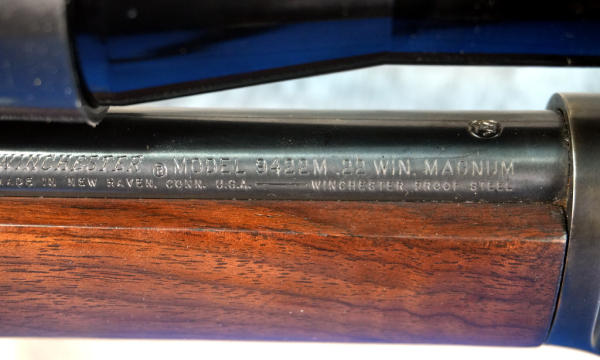 WINCHESTER ® MODEL 9422M .22 WIN. MAGNUM
MADE IN NEW HAVEN, CONN. U.S.A. —— WINCHESTER PROOF STEEL